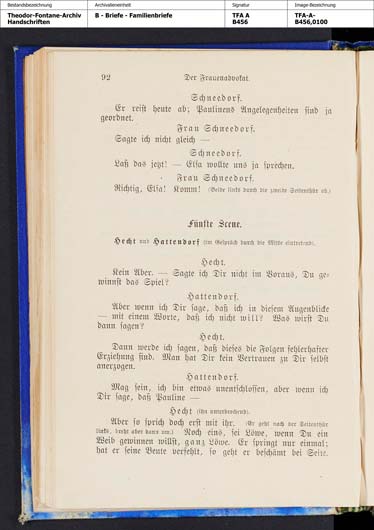 Bestandsbezeichnung
Theodor-Fontane-Archiv
Handschriften
Archivalieneinheit
B - Briefe - Familienbriefe
Signatur
TFA A
B456
Image-Bezeichnung
TFA-A-
B456,0100
92 Der Frauenadvokat.
Schneedorf.
Er reist heute ab; Paulinens Angelegenheiten sind ja
geordnet.
Frau Schneedorf.
Sagte ich nicht gleich —
Schneedorf.
Laß das jetzt! — Elsa wollte uns ja sprechen.
Frau Schneedorf.
Richtig, Elsa! Komm! (Beide links durch die zweite Seitenthür ab.)
Fünfte Scene.
Hecht und Hattendorf (im Gespräch durch die Mitte eintretend).
Hecht.
Kein Aber. — Sagte ich Dir nicht im Voraus, Du ge-
winnst das Spiel?
Hattendorf.
Aber wenn ich Dir sage, daß ich in diesem Augenblicke
— mit einem Worte, daß ich nicht will? Was wirst Du
dann sagen?
Hecht.
Dann werde ich sagen, daß dieses die Folgen fehlerhafter
Erziehung sind. Man hat Dir kein Vertrauen zu Dir selbst
anerzogen.
Hattendorf.
Mag sein, ich bin etwas unentschlossen, aber wenn ich
Dir sage, daß Pauline —
Hecht (ihn unterbrechend).
Aber so sprich doch erst mit ihr. (Er geht nach der Seitenthür
links, kehrt aber dann um.) Noch eins, sei Löwe, wenn Du ein
Weib gewinnen willst, ganz Löwe. Er springt nur einmal;
hat er seine Beute verfehlt, so geht er beschämt bei Seite.